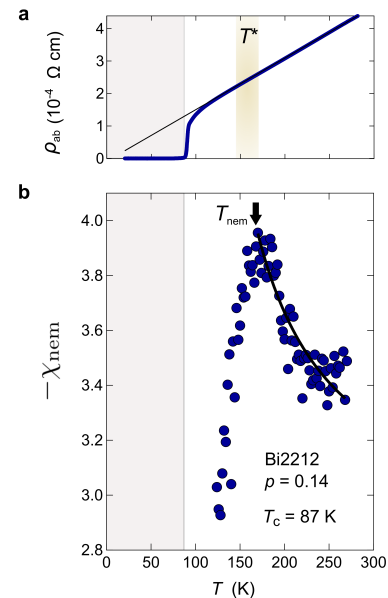 a
T*
ρab (10-4 Ω cm)
4
3
2
1
0
b
Tnem
−χnem
4.0
3.8
3.6
3.4
3.2
3.0
2.8
Bi2212
p = 0.14
Tc = 87 K
0 50 100 150 200 250 300
T (K)